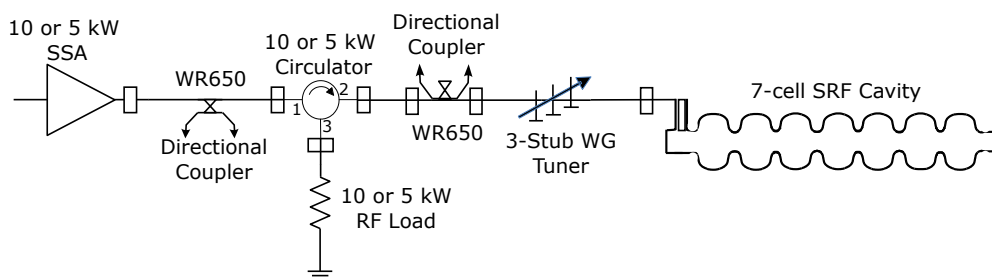 10 or 5 kW
SSA
WR650
Directional
Coupler
10 or 5 kW
Circulator
1
2
3
10 or 5 kW
RF Load
Directional
Coupler
WR650
3-Stub WG
Tuner
7-cell SRF Cavity